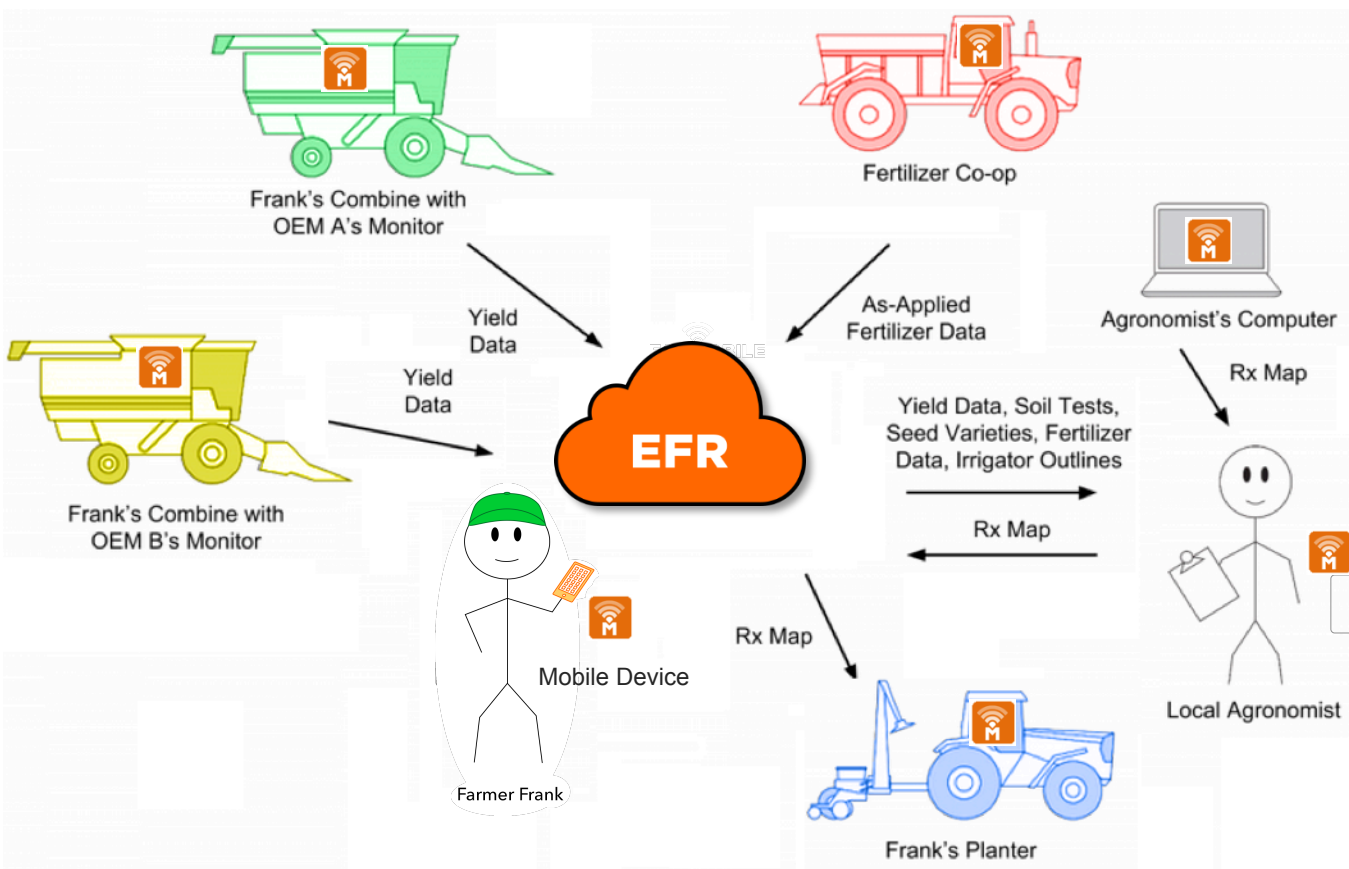 M
M
Frank's Combine with
OEM A's Monitor
Fertilizer Co-op
M
Agronomist's Computer
Yield
Data
As-Applied
Fertilizer Data
M
Yield
Data
Rx Map
Yield Data, Soil Tests,
Seed Varieties, Fertilizer
Data, Irrigator Outlines
EFR
Frank's Combine with
OEM B's Monitor
Rx Map
M
M
Rx Map
Mobile Device
Local Agronomist
M
Farmer Frank
Frank's Planter